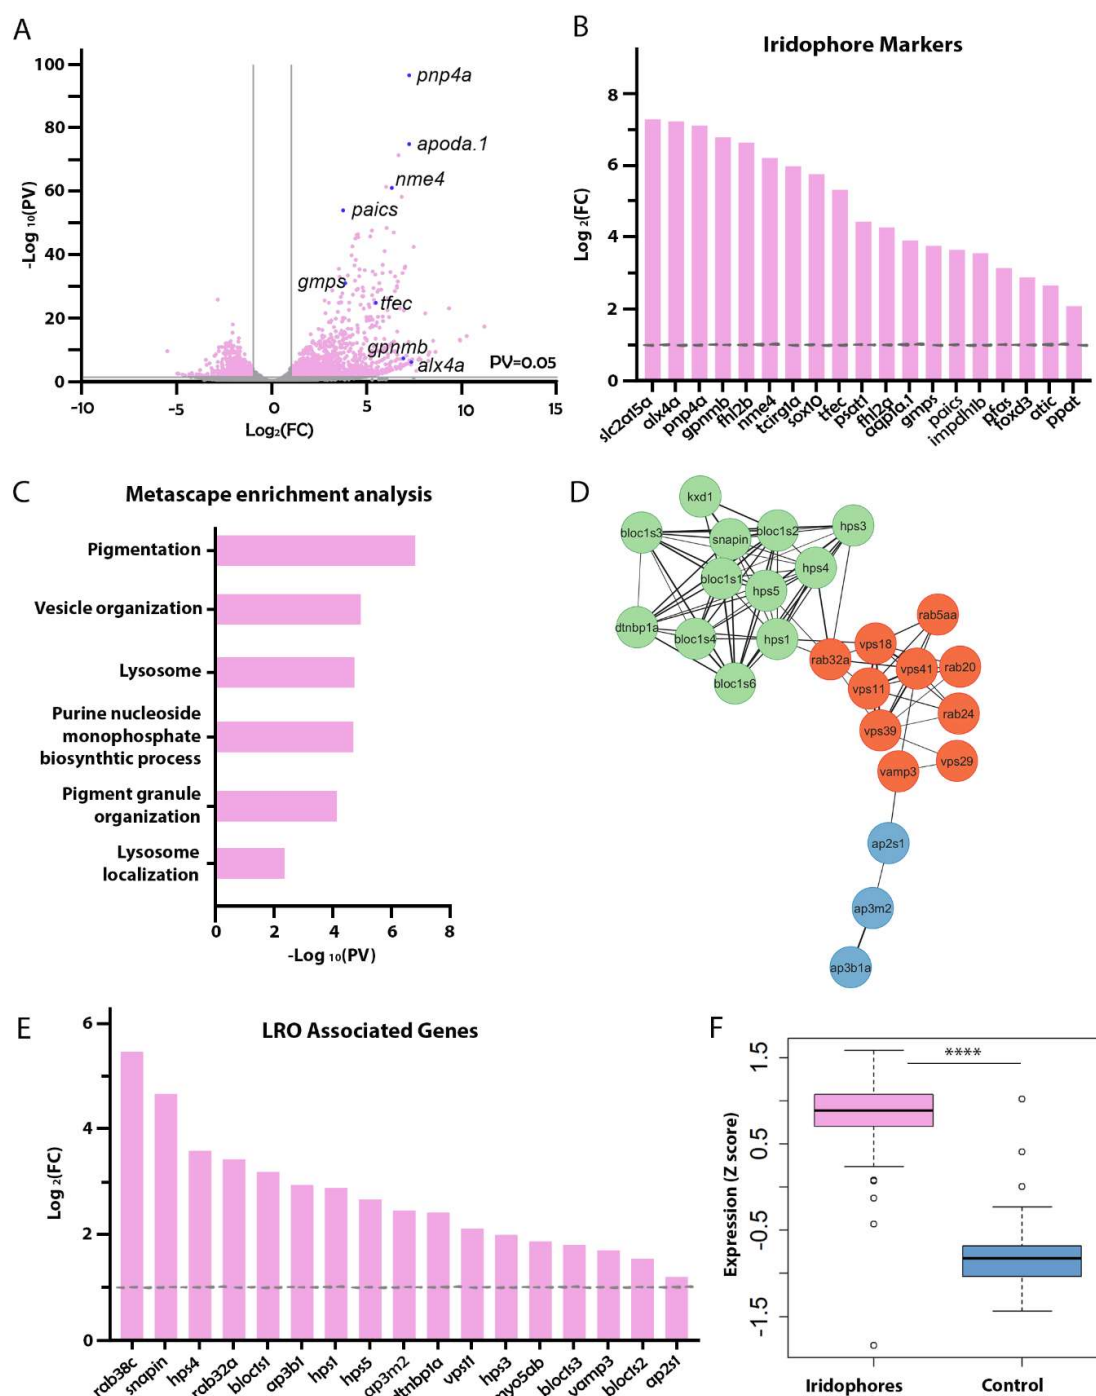 A
100
80
60
40
20
0
-Log 10(PV)
-10
-5
0
5
10
15
Log2(FC)
pnp4a
apoda.1
nme4
paics
gmps
tfec
gpnmb
alx4a
PV=0.05
B
Iridophore Markers
8
6
4
2
0
Log 2(FC)
slc2a15a
alx4a
pnp4a
gpnmb
fhl2b
nme4
tcirg1a
sox10
tfec
psat1
fhl2a
aqp1a.1
gmps
paics
impdh1b
pfas
foxd3
atic
ppat
C
Metascape enrichment analysis
Pigmentation
Vesicle organization
Lysosome
Purine nucleoside
monophosphate
biosynthtic process
Pigment granule
organization
Lysosome
localization
0
2
4
6
8
-Log 10(PV)
D
kxd1
bloc1s3
snapin
bloc1s2
hps3
bloc1s1
hps4
hps5
dtnbp1a
bloc1s4
hps1
bloc1s6
rab5aa
rab32a
vps18
vps41
rab20
vps11
rab24
vps39
vamp3
vps29
ap2s1
ap3m2
ap3b1a
E
LRO Associated Genes
6
4
2
0
Log 2(FC)
rab38c
snapin
hps4
rab32a
bloc1s1
ap3b1
hps1
hps5
ap3m2
dtnbp1a
vps11
hps3
myo5ab
bloc1s3
vamp3
bloc1s2
ap2s1
F
1.5
0.5
-0.5
-1.5
Expression (Z score)
****
Iridophores
Control